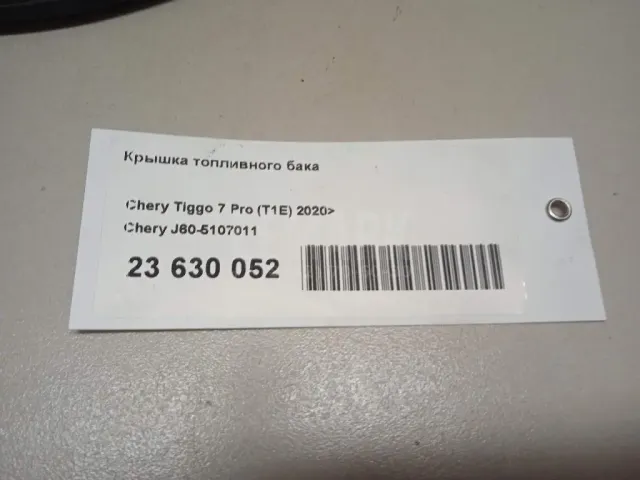 Крышка топливного бака
Chery Tiggo 7 Pro (T1E) 2020>
Chery J60-5107011
23 630 052